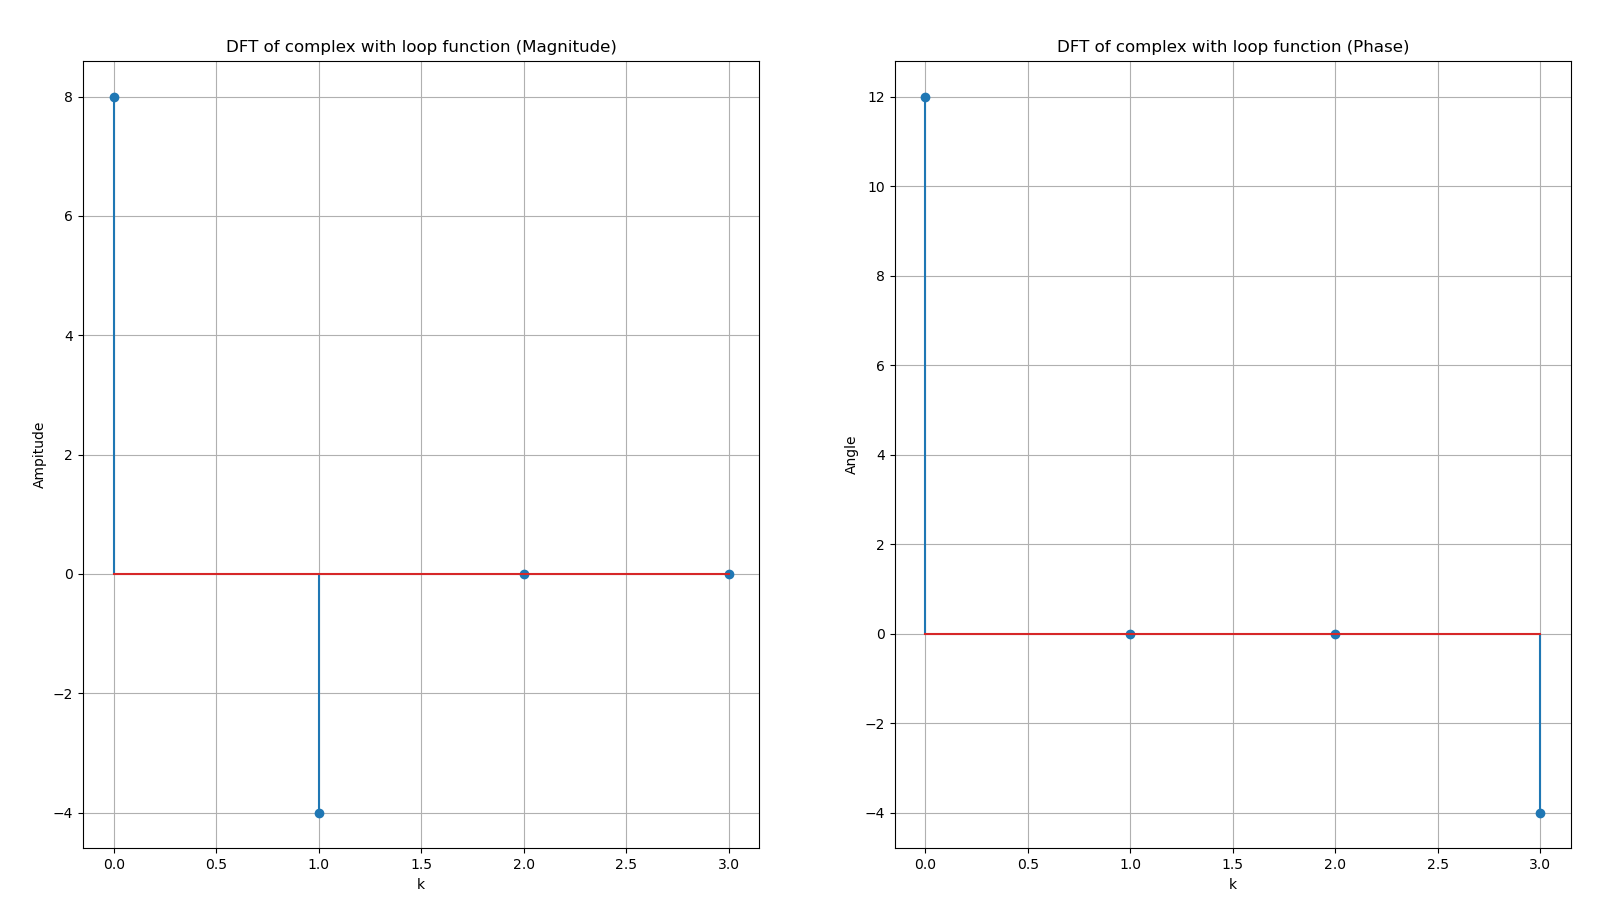 DFT of complex with loop function (Magnitude)
8
6
4
2
0
−2
−4
Ampitude
0.0 0.5 1.0 1.5 2.0 2.5 3.0
k
DFT of complex with loop function (Phase)
12
10
8
6
4
2
0
−2
−4
Angle
0.0 0.5 1.0 1.5 2.0 2.5 3.0
k